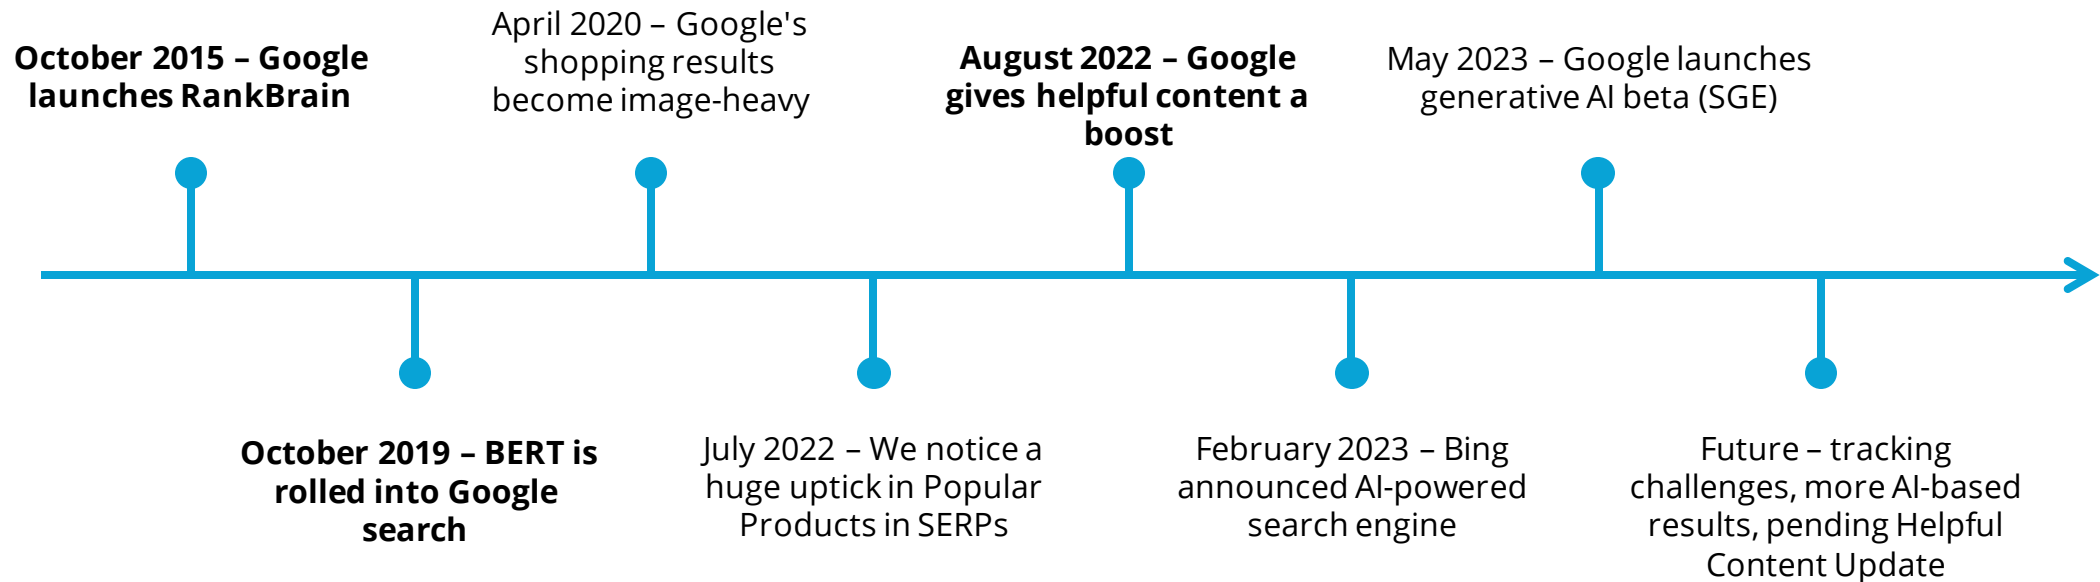 October 2015 – Google
launches RankBrain
October 2019 – BERT is
rolled into Google
search
April 2020 – Google's
shopping results
become image-heavy
July 2022 – We notice a
huge uptick in Popular
Products in SERPs
August 2022 – Google
gives helpful content a
boost
February 2023 – Bing
announced AI-powered
search engine
May 2023 – Google launches
generative AI beta (SGE)
Future – tracking
challenges, more AI-based
results, pending Helpful
Content Update